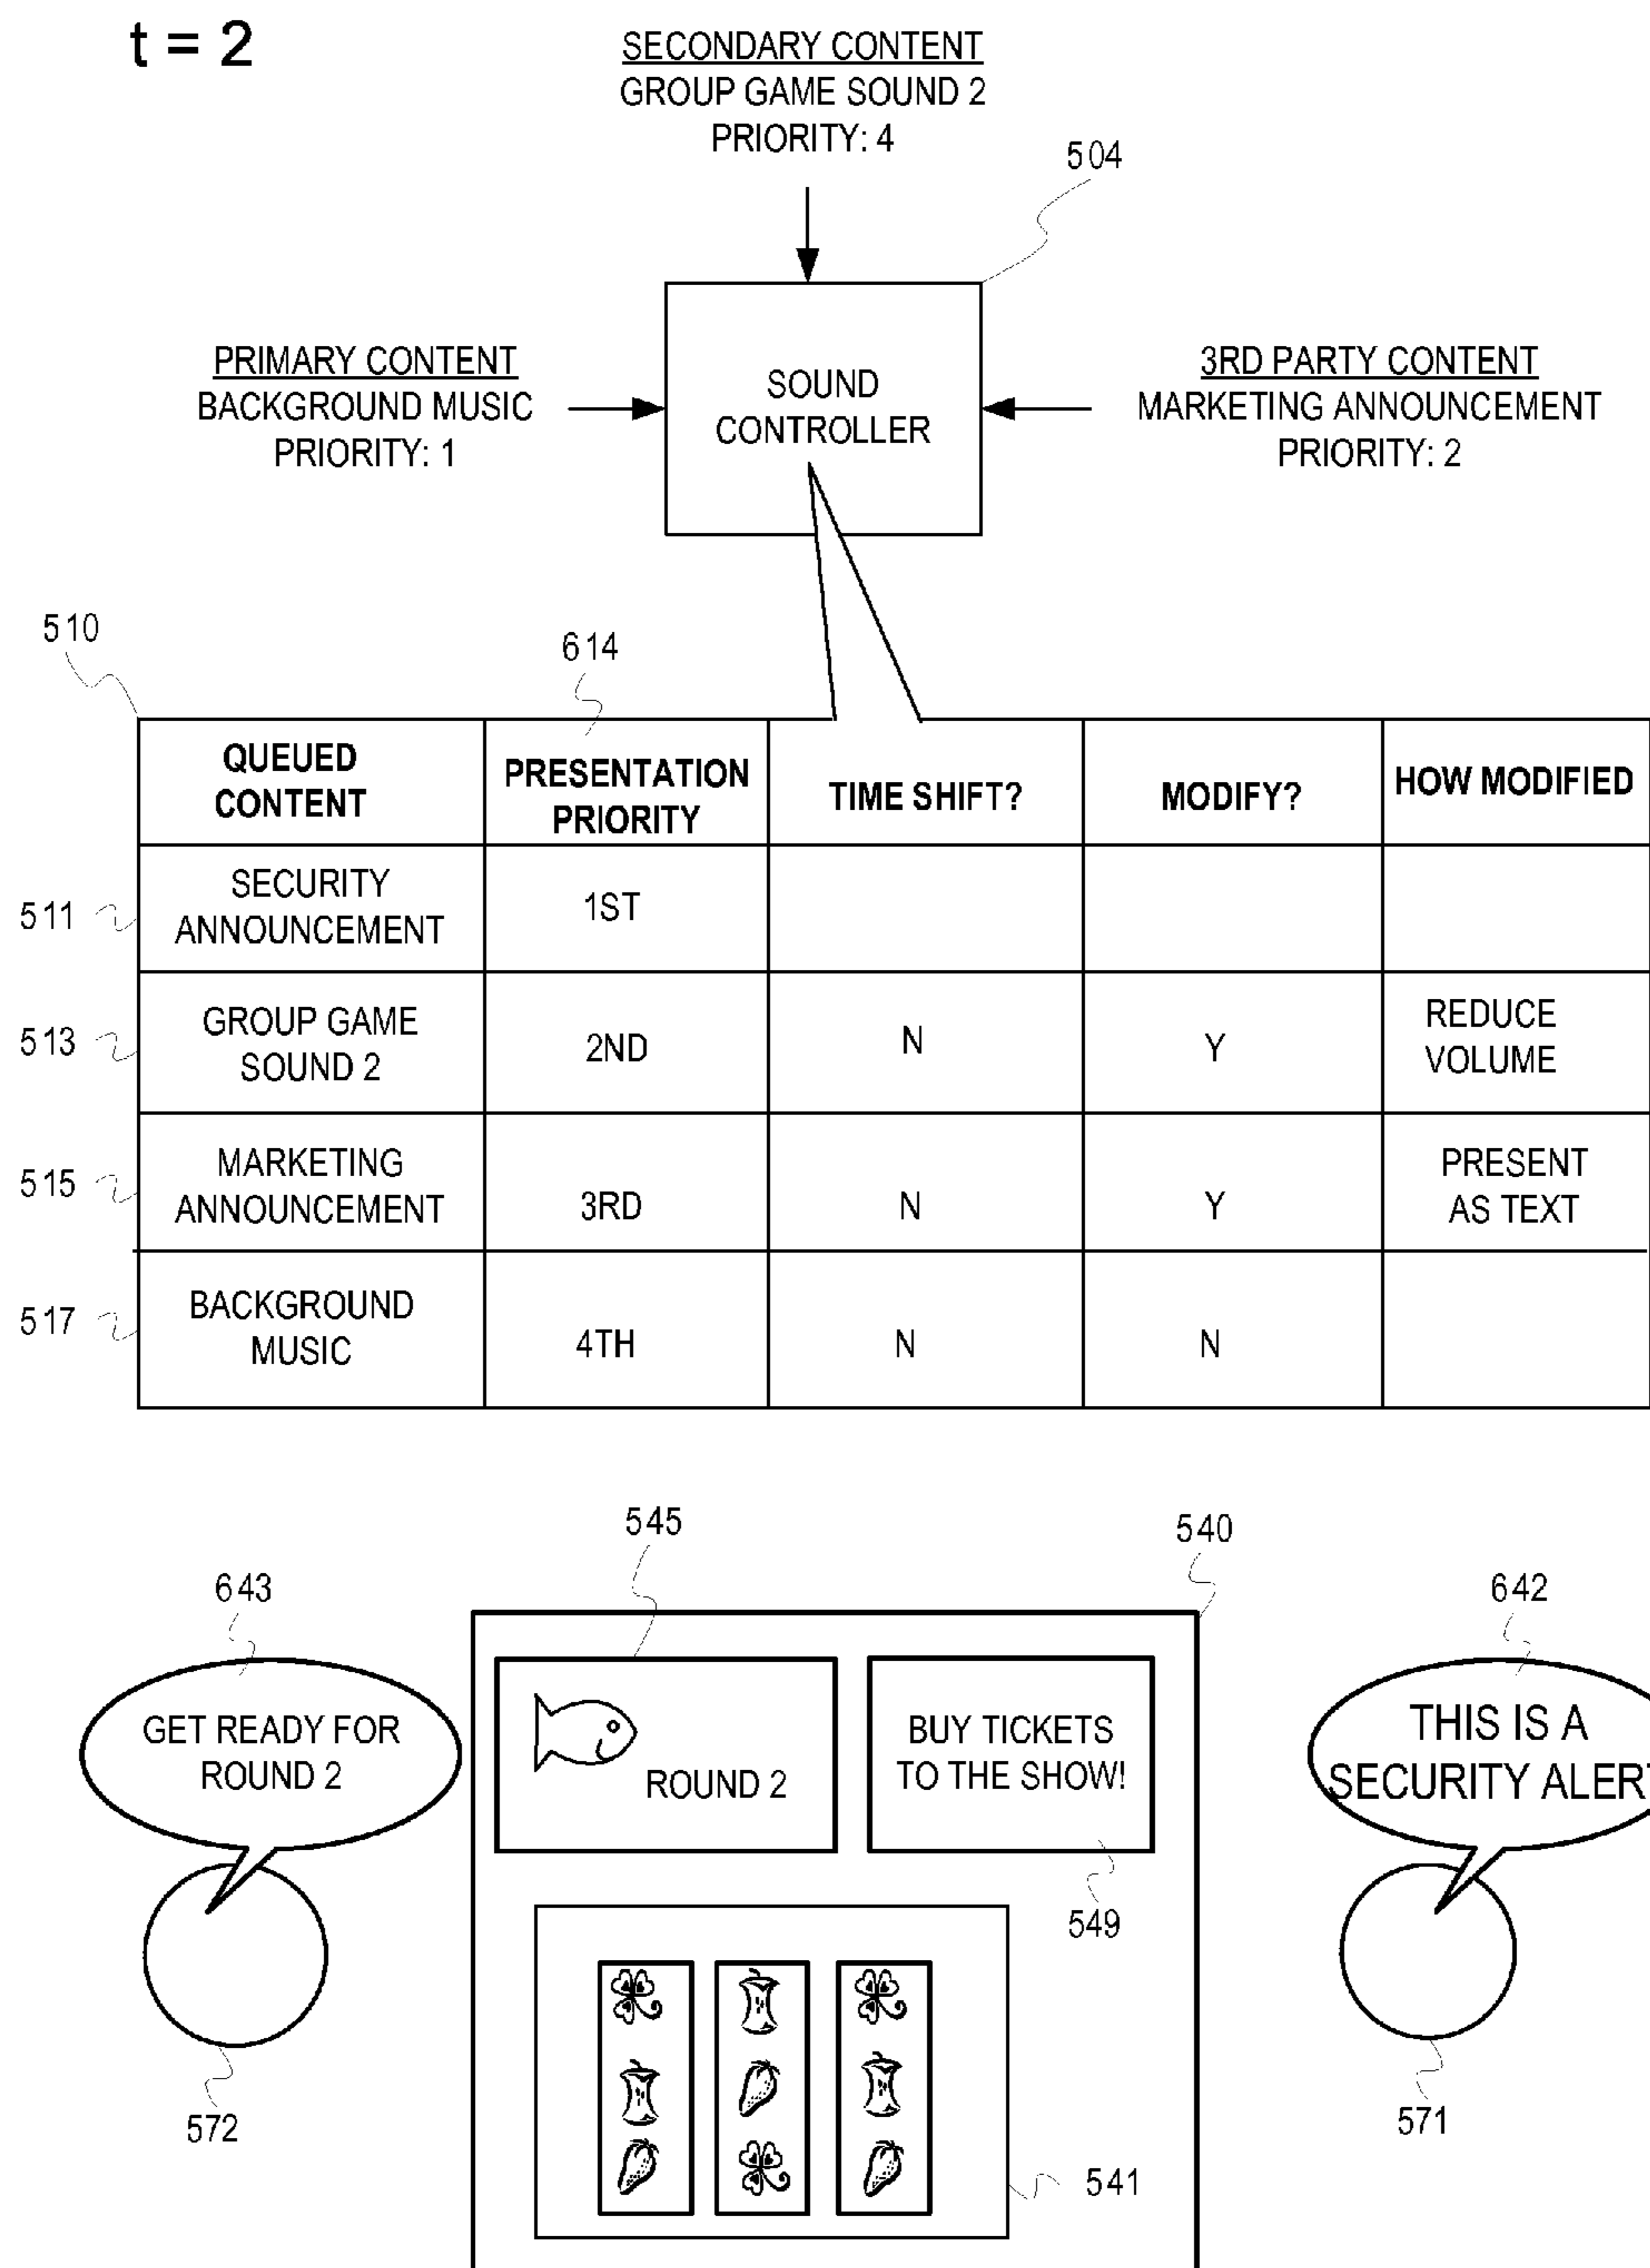 t = 2
SECONDARY CONTENT
GROUP GAME SOUND 2
PRIORITY: 4
504
PRIMARY CONTENT
BACKGROUND MUSIC
PRIORITY: 1
SOUND
CONTROLLER
3RD PARTY CONTENT
MARKETING ANNOUNCEMENT
PRIORITY: 2
510
614
QUEUED
CONTENT
PRESENTATION
PRIORITY
TIME SHIFT?
MODIFY?
HOW MODIFIED
511
SECURITY
ANNOUNCEMENT
1ST
513
GROUP GAME
SOUND 2
2ND
N
Y
REDUCE
VOLUME
515
MARKETING
ANNOUNCEMENT
3RD
N
Y
PRESENT
AS TEXT
517
BACKGROUND
MUSIC
4TH
N
N
545
540
643
642
GET READY FOR
ROUND 2
ROUND 2
BUY TICKETS
TO THE SHOW!
THIS IS A
SECURITY ALERT
549
572
571
541